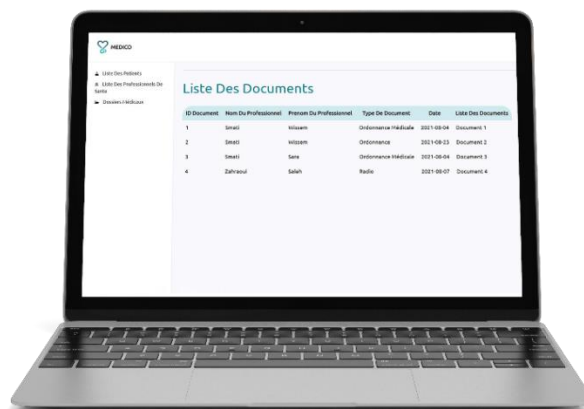 MEDICO
Liste Des Patients
Liste Des Professionnels De
Santé
Dossiers Médicaux
Liste Des Documents
ID Document Nom Du Professionnel Prenom Du Professionnel Type De Document Date Liste Des Documents
1 Smati Wissem Ordonnance Médicale 2021-08-04 Document 1
2 Smati Wissem Ordonnance 2021-08-23 Document 2
3 Smati Sara Ordonnance Médicale 2021-08-04 Document 3
4 Zahraoui Salah Radio 2021-08-07 Document 4